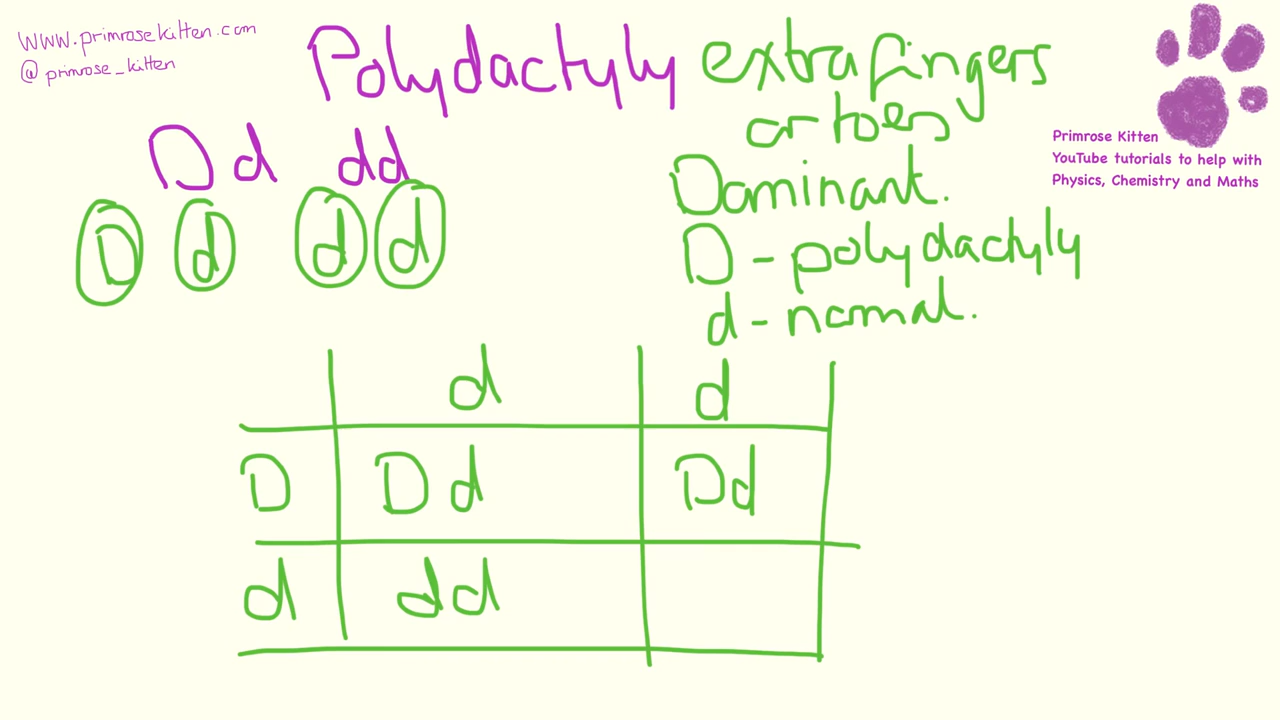 www.primrosekitten.com
@primrose_kitten
Polydactyly extra fingers
or toes
Primrose Kitten
YouTube tutorials to help with
Physics, Chemistry and Maths
Dd dd
D d d d
Dominant.
D - polydactyly
d - normal.
d d
D Dd Dd
d dd